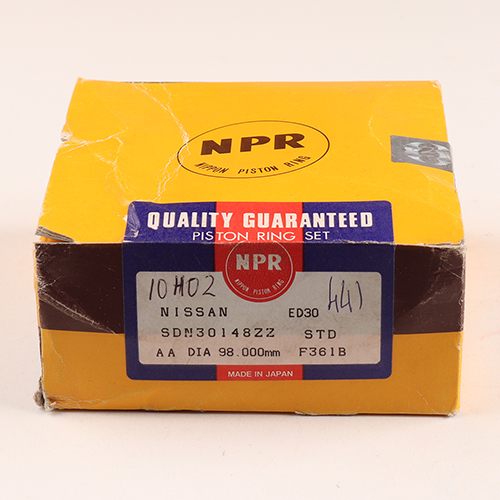 NPR
NIPPON PISTON RING
QUALITY GUARANTEED
PISTON RING SET
NPR
NIPPON PISTON RING
10H02
441
NISSAN ED30
SDN30148ZZ STD
AA DIA 98.000mm F361B
MADE IN JAPAN